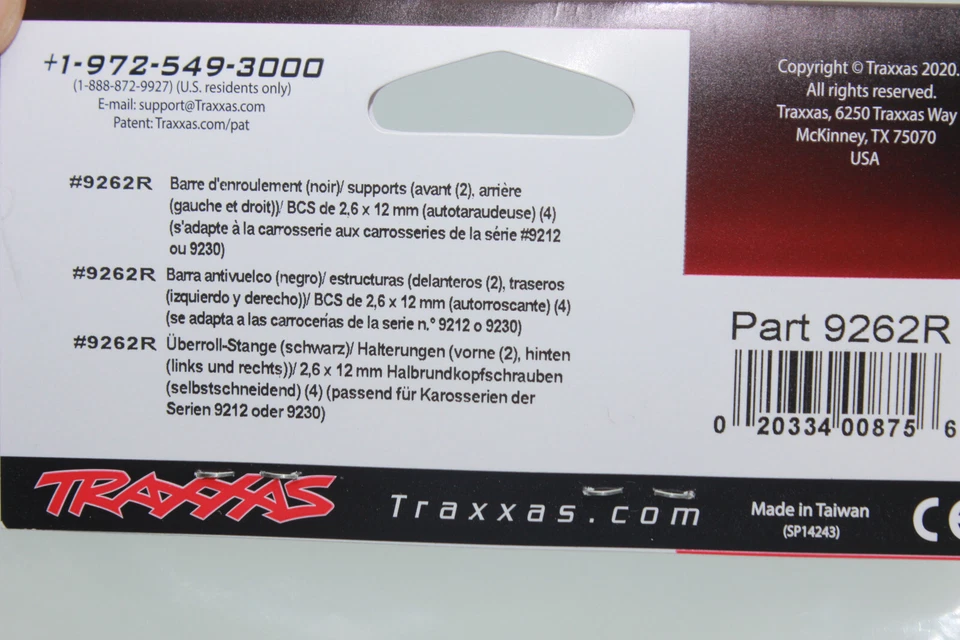 +1-972-549-3000
(1-888-872-9927) (U.S. residents only)
E-mail: support@Traxxas.com
Patent: Traxxas.com/pat
Copyright © Traxxas 2020.
All rights reserved.
Traxxas, 6250 Traxxas Way
McKinney, TX 75070
USA
#9262R Barre d'enroulement (noir)/ supports (avant (2), arrière
(gauche et droit))/ BCS de 2,6 x 12 mm (autotaraudeuse) (4)
(s'adapte à la carrosserie aux carrosseries de la série #9212
ou 9230)
#9262R Barra antivuelco (negro)/ estructuras (delanteros (2), traseros
(izquierdo y derecho))/ BCS de 2,6 x 12 mm (autorroscante) (4)
(se adapta a las carrocerías de la serie n.° 9212 o 9230)
#9262R Überroll-Stange (schwarz)/ Halterungen (vorne (2), hinten
(links und rechts))/ 2,6 x 12 mm Halbrundkopfschrauben
(selbstschneidend) (4) (passend für Karosserien der
Serien 9212 oder 9230)
Part 9262R
0 20334 00875 6
TRAXXAS
Traxxas.com
Made in Taiwan
(SP14243)
CE